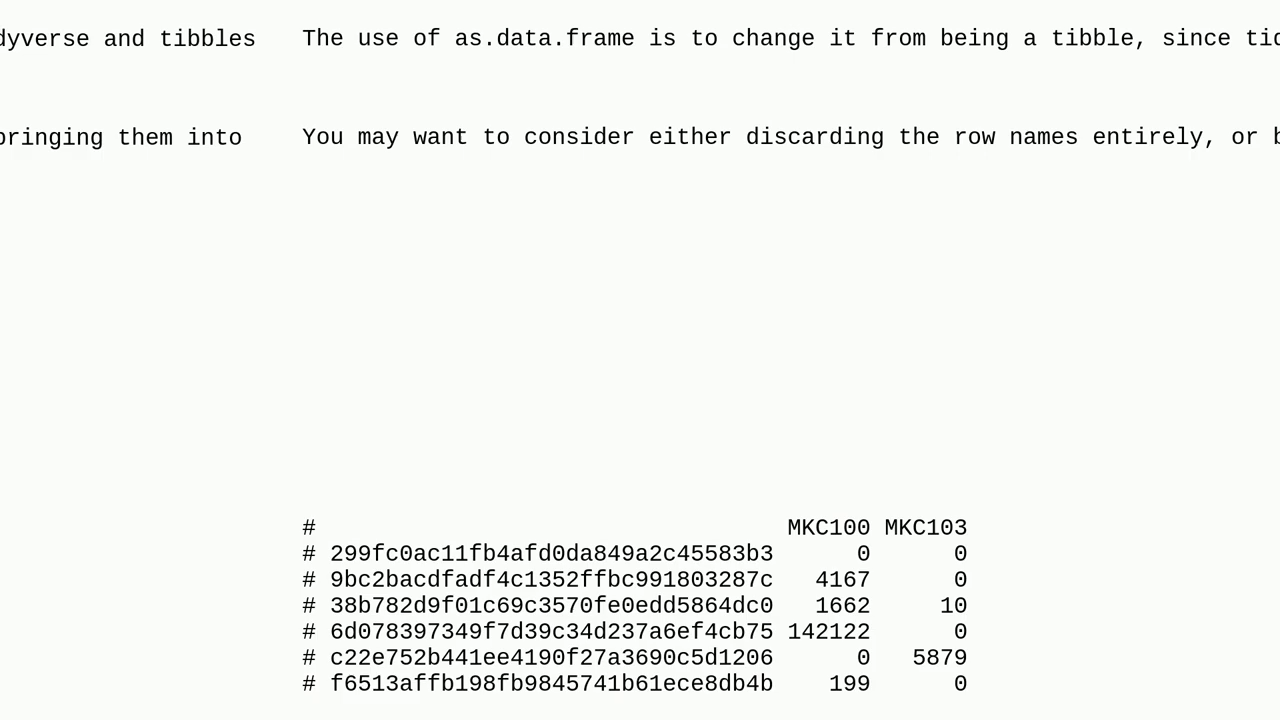 dyverse and tibbles The use of as.data.frame is to change it from being a tibble, since
bringing them into You may want to consider either discarding the row names entirely, or
# MKC100 MKC103
# 299fc0ac11fb4afd0da849a2c45583b3 0 0
# 9bc2bacdfadf4c1352ffbc991803287c 4167 0
# 38b782d9f01c69c3570fe0edd5864dc0 1662 10
# 6d078397349f7d39c34d237a6ef4cb75 142122 0
# c22e752b441ee4190f27a3690c5d1206 0 5879
# f6513affb198fb9845741b61ece8db4b 199 0